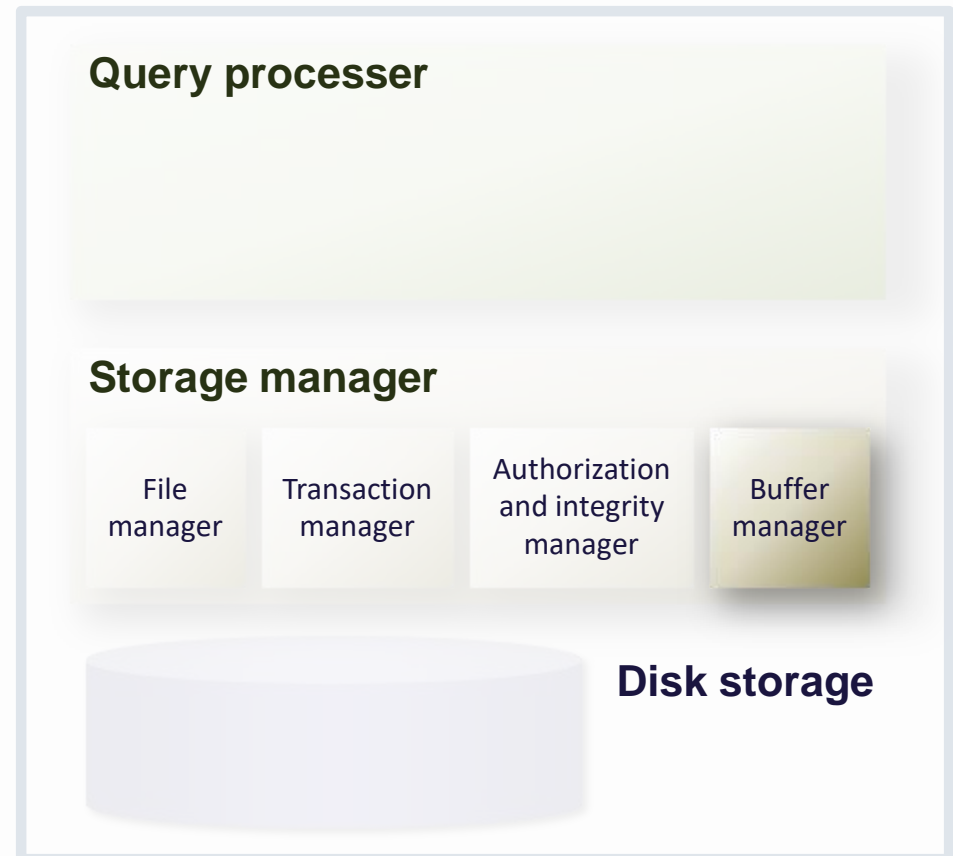 Query processer
Storage manager
File
manager
Transaction
manager
Authorization
and integrity
manager
Buffer
manager
Disk storage